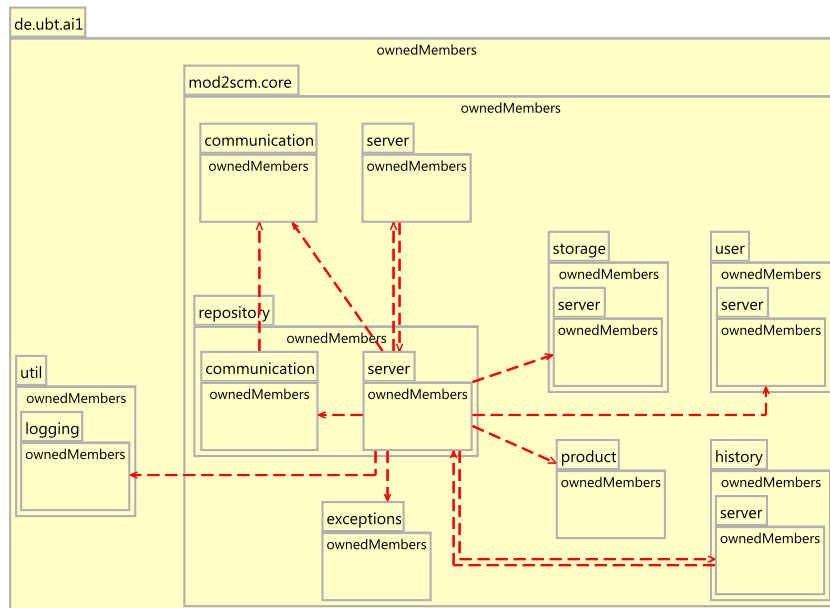 de.ubt.ai1
ownedMembers
mod2scm.core
ownedMembers
communication
ownedMembers
server
ownedMembers
storage
ownedMembers
server
ownedMembers
user
ownedMembers
server
ownedMembers
repository
ownedMembers
communication
ownedMembers
server
ownedMembers
util
ownedMembers
logging
ownedMembers
product
ownedMembers
history
ownedMembers
server
ownedMembers
exceptions
ownedMembers